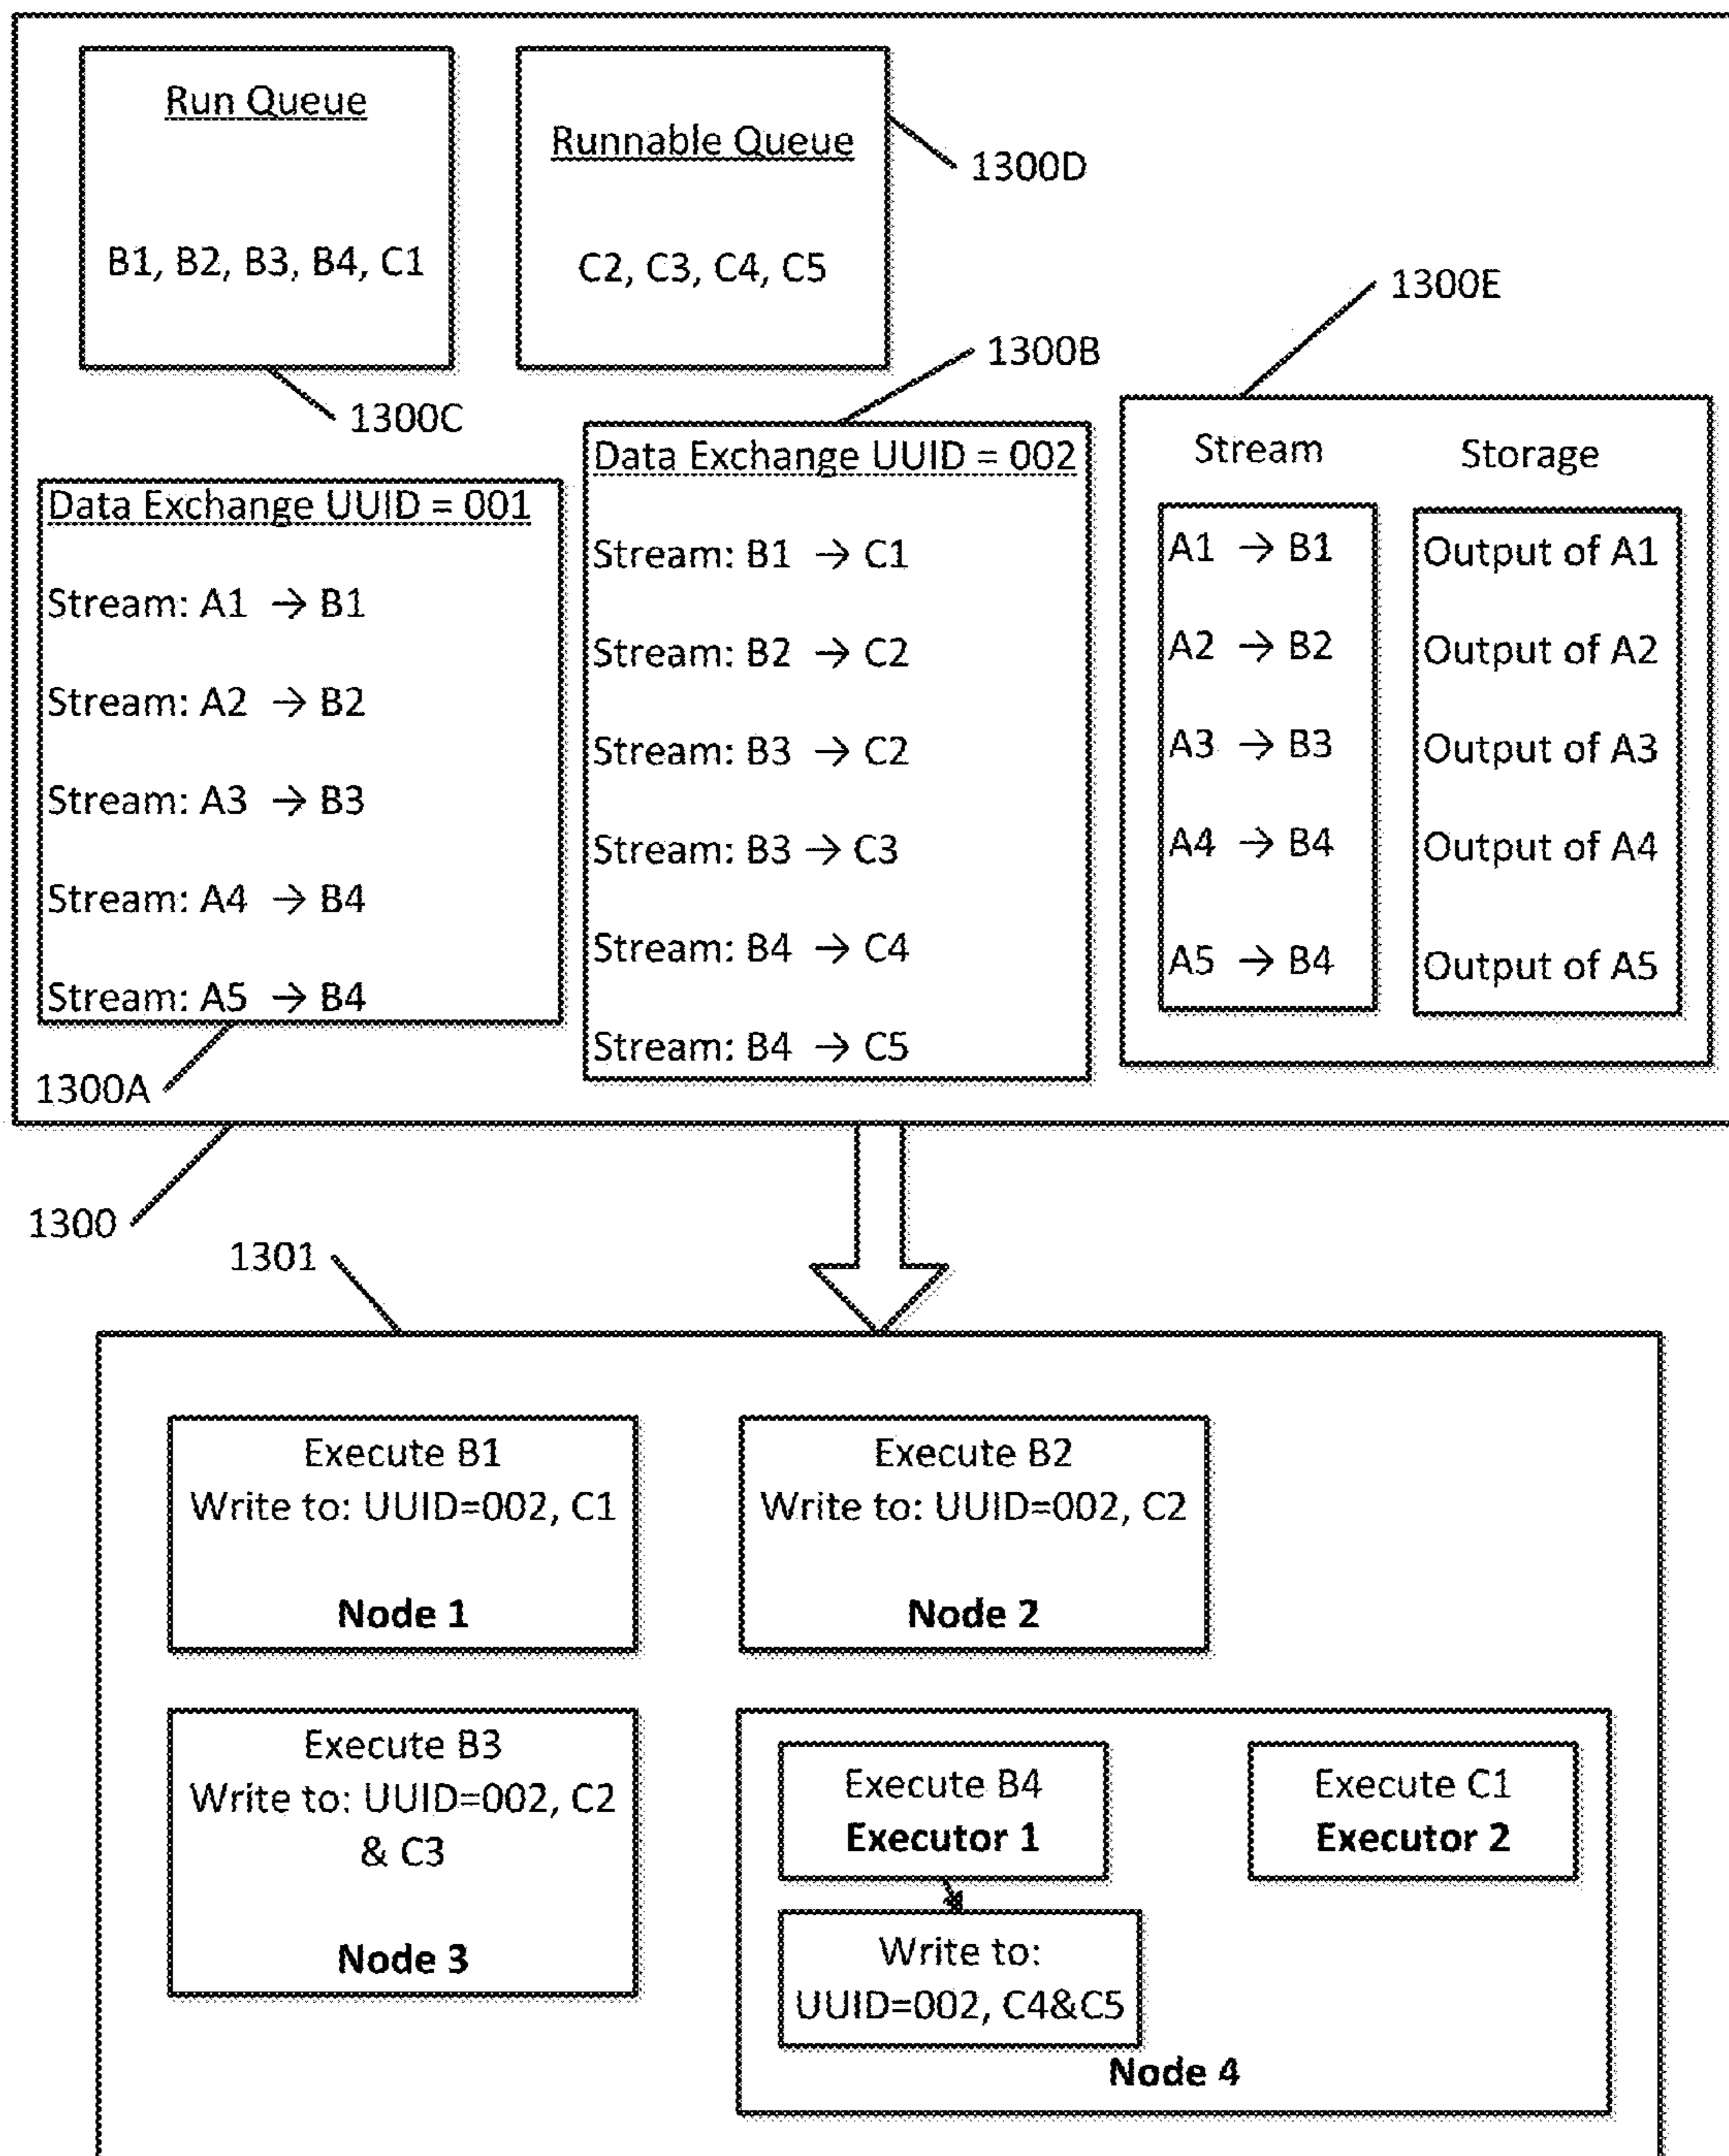 Run Queue
B1, B2, B3, B4, C1
Runnable Queue
C2, C3, C4, C5
1300D
1300C
1300B
1300E
Data Exchange UUID = 001
Stream: A1 → B1
Stream: A2 → B2
Stream: A3 → B3
Stream: A4 → B4
Stream: A5 → B4
1300A
Data Exchange UUID = 002
Stream: B1 → C1
Stream: B2 → C2
Stream: B3 → C2
Stream: B3 → C3
Stream: B4 → C4
Stream: B4 → C5
Stream Storage
A1 → B1 Output of A1
A2 → B2 Output of A2
A3 → B3 Output of A3
A4 → B4 Output of A4
A5 → B4 Output of A5
1300
1301
Execute B1
Write to: UUID=002, C1
Node 1
Execute B2
Write to: UUID=002, C2
Node 2
Execute B3
Write to: UUID=002, C2
& C3
Node 3
Execute B4
Executor 1
Write to:
UUID=002, C4&C5
Execute C1
Executor 2
Node 4